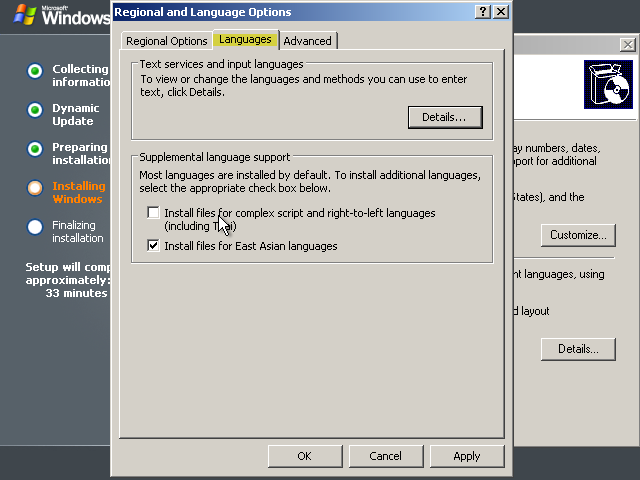 Microsoft
Windows
Collecting
informatio
Dynamic
Update
Preparing
installation
Installing
Windows
Finalizing
installation
Setup will comp
approximately:
33 minutes
Regional and Language Options
Regional Options
Languages
Advanced
Text services and input languages
To view or change the languages and methods you can use to enter
text, click Details.
Details...
Supplemental language support
Most languages are installed by default. To install additional languages,
select the appropriate check box below.
Install files for complex script and right-to-left languages
(including Thai)
Install files for East Asian languages
OK
Cancel
Apply
ay numbers, dates,
pport for additional
States), and the
Customize...
nt languages, using
d layout
Details...